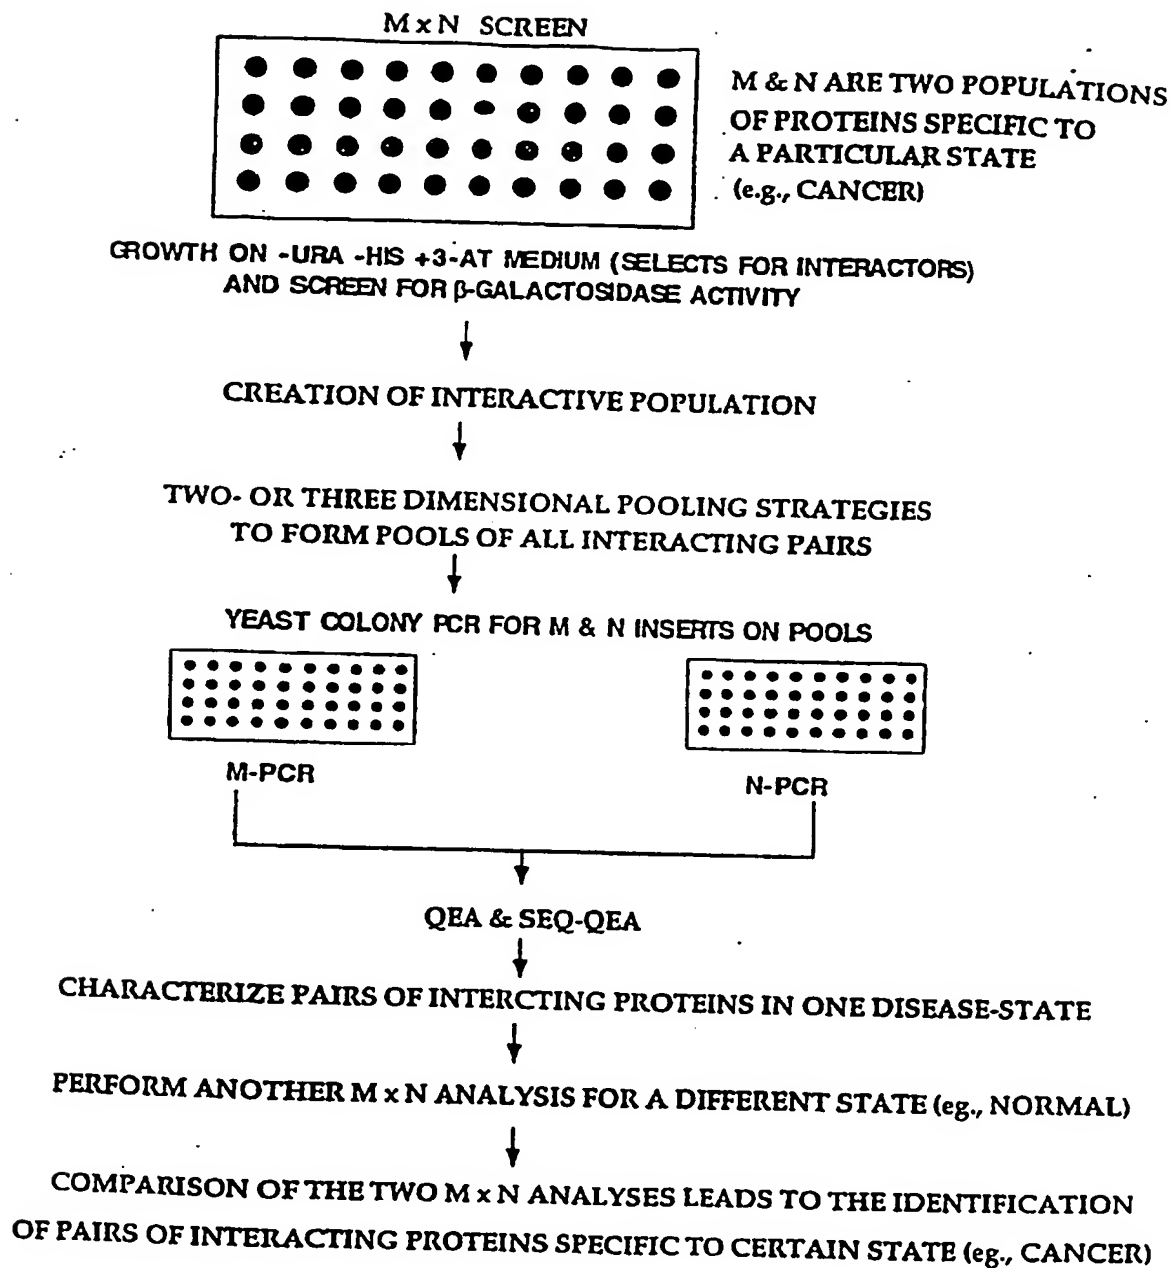 M x N SCREEN
M & N ARE TWO POPULATIONS
OF PROTEINS SPECIFIC TO
A PARTICULAR STATE
(e.g., CANCER)
GROWTH ON -URA -HIS +3-AT MEDIUM (SELECTS FOR INTERACTORS)
AND SCREEN FOR β-GALACTOSIDASE ACTIVITY
CREATION OF INTERACTIVE POPULATION
TWO- OR THREE DIMENSIONAL POOLING STRATEGIES
TO FORM POOLS OF ALL INTERACTING PAIRS
YEAST COLONY PCR FOR M & N INSERTS ON POOLS
M-PCR
N-PCR
QEA & SEQ-QEA
CHARACTERIZE PAIRS OF INTERCTING PROTEINS IN ONE DISEASE-STATE
PERFORM ANOTHER M x N ANALYSIS FOR A DIFFERENT STATE (eg., NORMAL)
COMPARISON OF THE TWO M x N ANALYSES LEADS TO THE IDENTIFICATION
OF PAIRS OF INTERACTING PROTEINS SPECIFIC TO CERTAIN STATE (eg., CANCER)